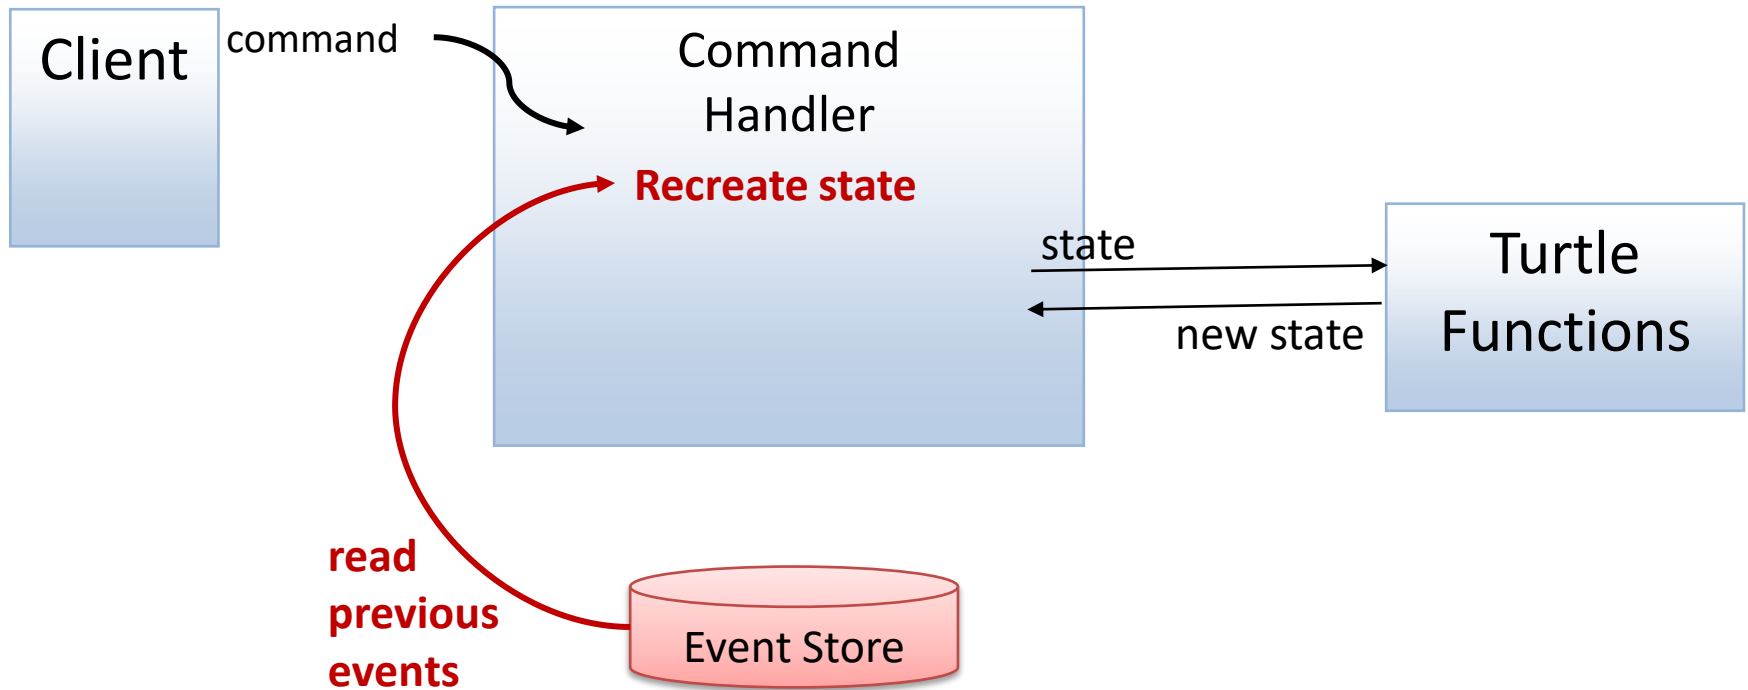 Client
command
Command
Handler
Recreate state
state
new state
Turtle
Functions
read
previous
events
Event Store